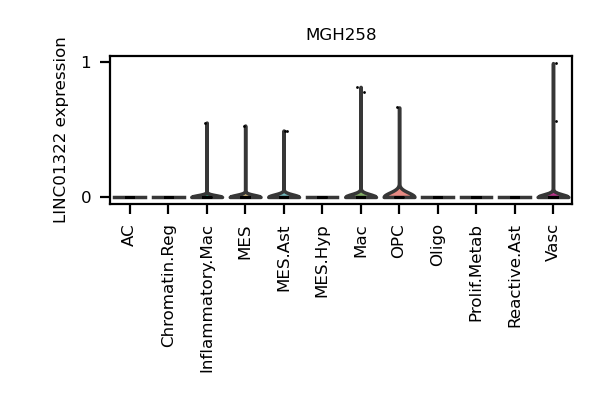 MGH258
LINC01322 expression
1
0
AC
Chromatin.Reg
Inflammatory.Mac
MES
MES.Ast
MES.Hyp
Mac
OPC
Oligo
Prolif.Metab
Reactive.Ast
Vasc